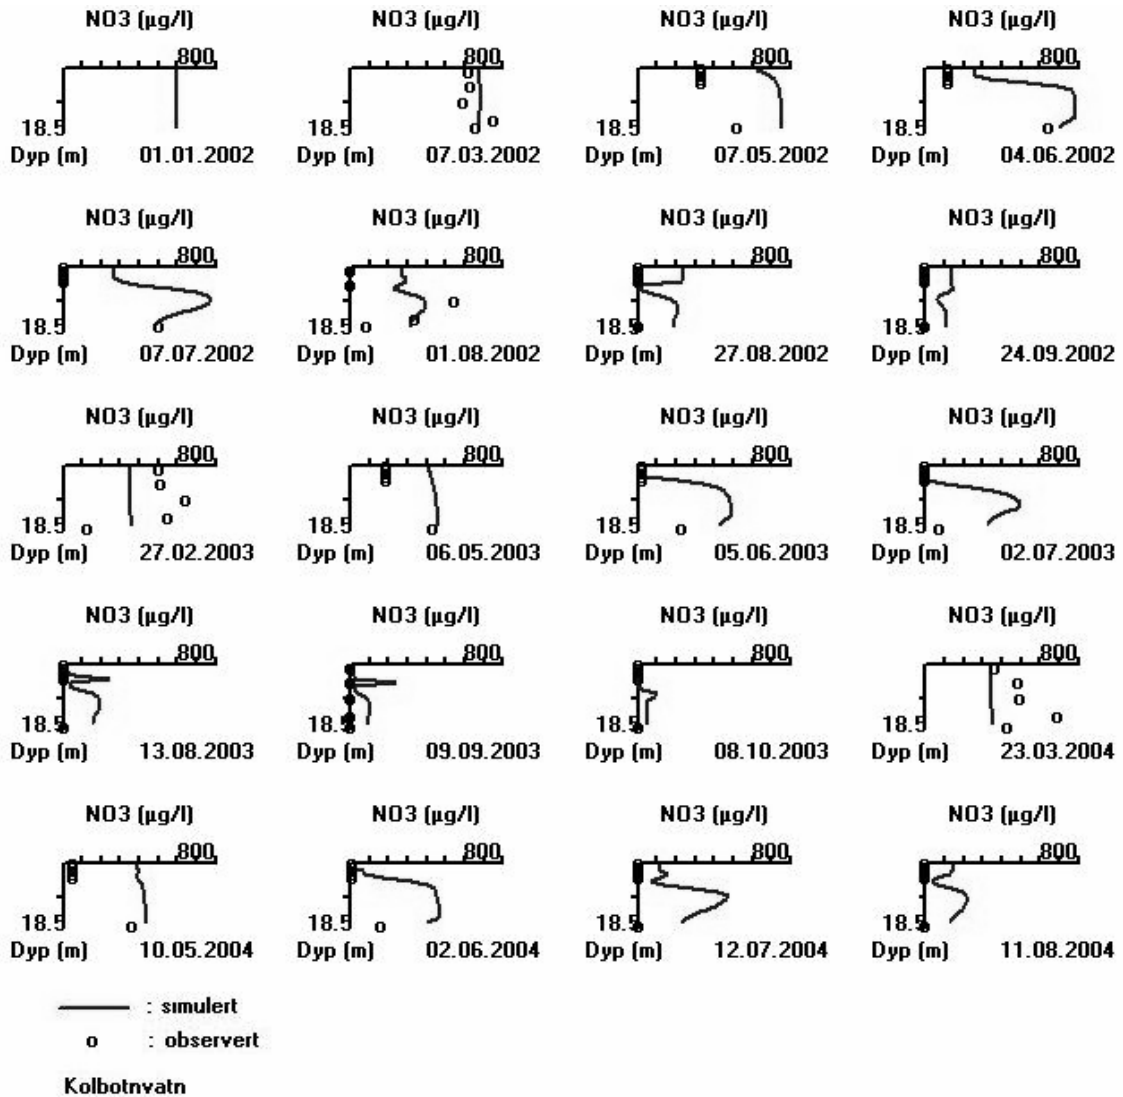 NO3 (µg/l) NO3 (µg/l) NO3 (µg/l) NO3 (µg/l)
800 800 800 800
18.5 18.5 18.5 18.5
Dyp (m) 01.01.2002 Dyp (m) 07.03.2002 Dyp (m) 07.05.2002 Dyp (m) 04.06.2002
NO3 (µg/l) NO3 (µg/l) NO3 (µg/l) NO3 (µg/l)
800 800 800 800
18.5 18.5 18.5 18.5
Dyp (m) 07.07.2002 Dyp (m) 01.08.2002 Dyp (m) 27.08.2002 Dyp (m) 24.09.2002
NO3 (µg/l) NO3 (µg/l) NO3 (µg/l) NO3 (µg/l)
800 800 800 800
18.5 18.5 18.5 18.5
Dyp (m) 27.02.2003 Dyp (m) 06.05.2003 Dyp (m) 05.06.2003 Dyp (m) 02.07.2003
NO3 (µg/l) NO3 (µg/l) NO3 (µg/l) NO3 (µg/l)
800 800 800 800
18.5 18.5 18.5 18.5
Dyp (m) 13.08.2003 Dyp (m) 09.09.2003 Dyp (m) 08.10.2003 Dyp (m) 23.03.2004
NO3 (µg/l) NO3 (µg/l) NO3 (µg/l) NO3 (µg/l)
800 800 800 800
18.5 18.5 18.5 18.5
Dyp (m) 10.05.2004 Dyp (m) 02.06.2004 Dyp (m) 12.07.2004 Dyp (m) 11.08.2004
: simulert
: observert
Kolbotnvatn